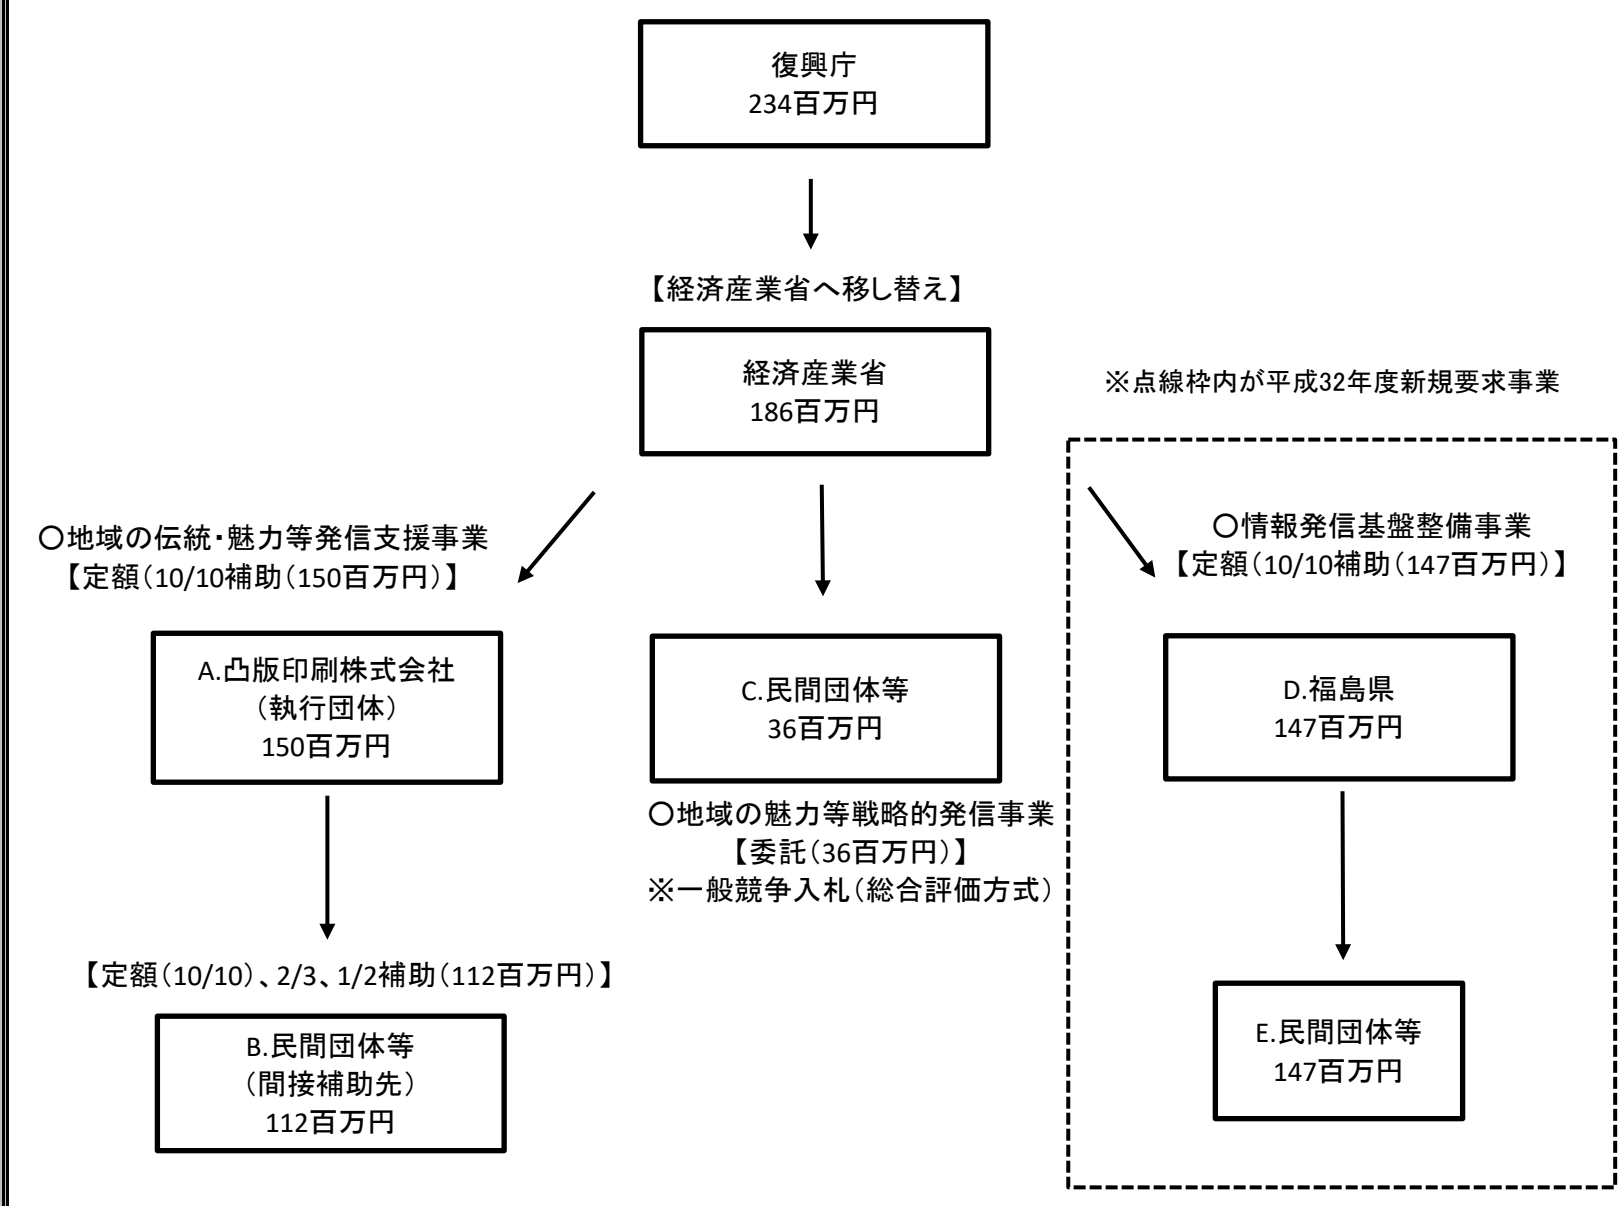 復興庁
234百万円
【経済産業省へ移し替え】
経済産業省
186百万円
※点線枠内が平成32年度新規要求事業
○地域の伝統・魅力等発信支援事業
【定額（10/10補助（150百万円）】
○情報発信基盤整備事業
【定額（10/10補助（147百万円）】
A.凸版印刷株式会社
（執行団体）
150百万円
C.民間団体等
36百万円
D.福島県
147百万円
○地域の魅力等戦略的発信事業
【委託（36百万円）】
※一般競争入札（総合評価方式）
【定額（10/10）、2/3、1/2補助（112百万円）】
B.民間団体等
（間接補助先）
112百万円
E.民間団体等
147百万円